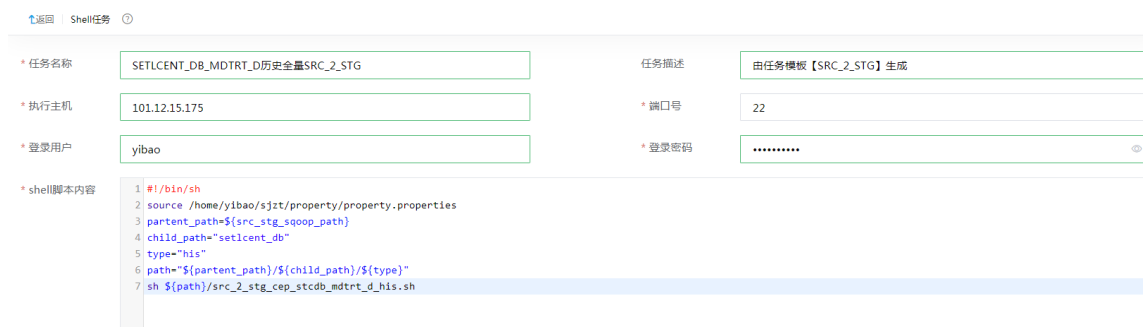 返回 Shell任务 ?
* 任务名称 SETLCENT_DB_MDTRT_D历史全量SRC_2_STG 任务描述 由任务模板【SRC_2_STG】生成
* 执行主机 101.12.15.175 * 端口号 22
* 登录用户 yibao * 登录密码 ••••••••••
* shell脚本内容
1 #!/bin/sh
2 source /home/yibao/sjzt/property/property.properties
3 partent_path=${src_stg_sqoop_path}
4 child_path="setlcent_db"
5 type="his"
6 path="${partent_path}/${child_path}/${type}"
7 sh ${path}/src_2_stg_cep_stcdb_mdtrt_d_his.sh